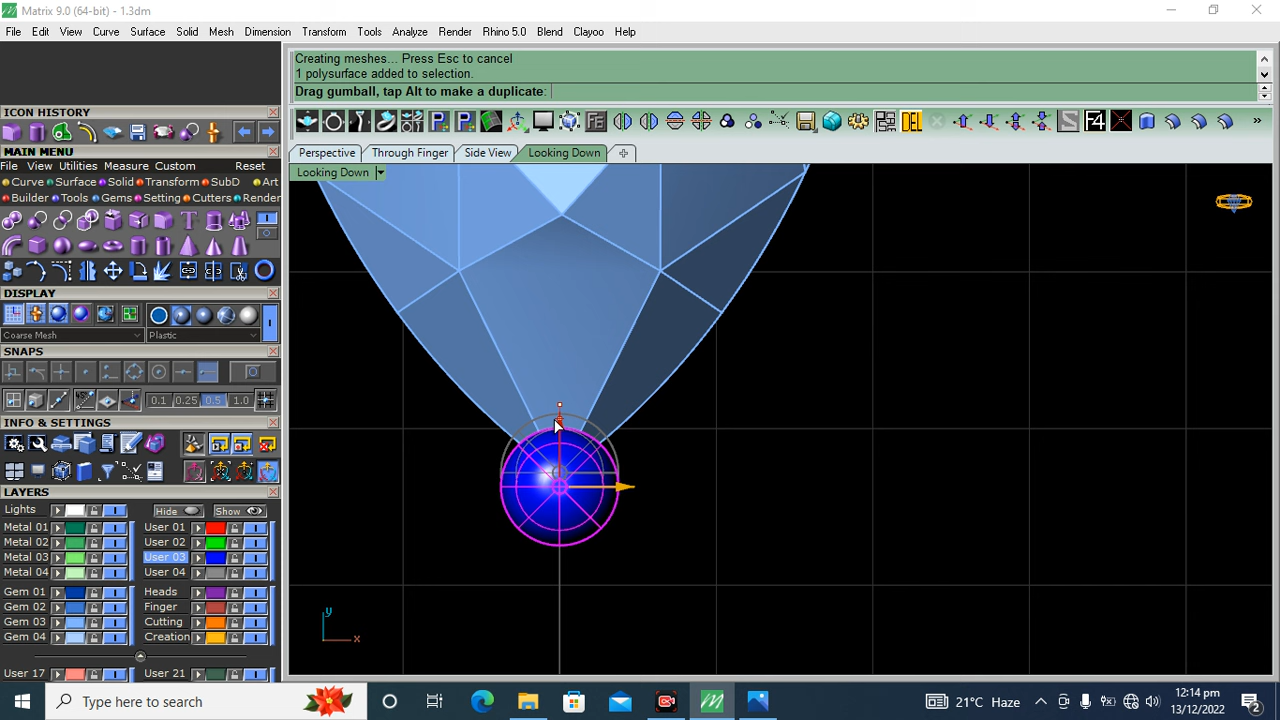 Matrix 9.0 (64-bit) - 1.3dm
File Edit View Curve Surface Solid Mesh Dimension Transform Tools Analyze Render Rhino 5.0 Blend Clayoo Help
Creating meshes... Press Esc to cancel
1 polysurface added to selection.
Drag gumball, tap Alt to make a duplicate:
ICON HISTORY
MAIN MENU
File View Utilities Measure Custom Reset
Curve Surface Solid Transform SubD Art
Builder Tools Gems Setting Cutters Render
DISPLAY
Coarse Mesh Plastic
SNAPS
0.1 0.25 0.5 1.0
INFO & SETTINGS
LAYERS
Lights Hide Show
Metal 01 User 01
Metal 02 User 02
Metal 03 User 03
Metal 04 User 04
Gem 01 Heads
Gem 02 Finger
Gem 03 Cutting
Gem 04 Creation
User 17 User 21
P P FE DEL F4 S T
Perspective Through Finger Side View Looking Down
Looking Down
y
x
Type here to search
21°C Haze
12:14 pm
13/12/2022
2